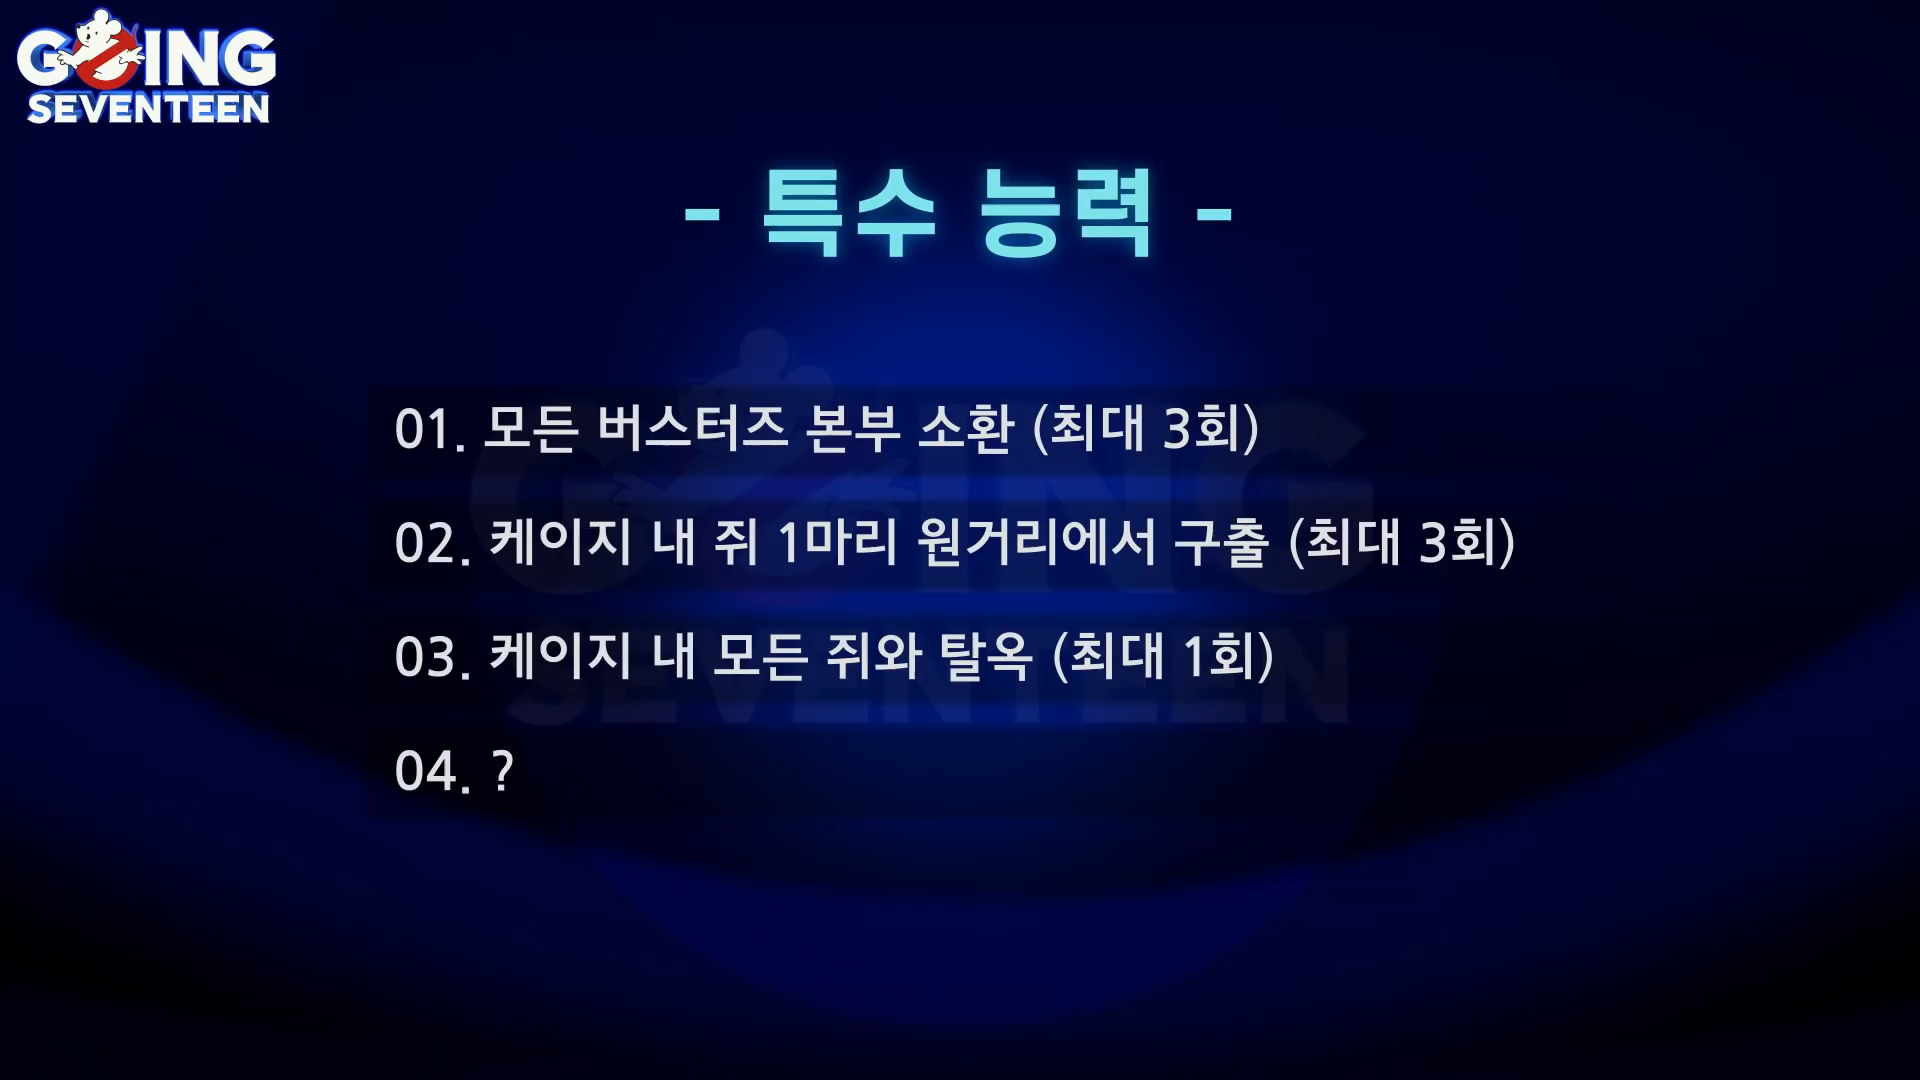 GOING
SEVENTEEN
- 특수 능력 -
01. 모든 버스터즈 본부 소환 (최대 3회)
02. 케이지 내 쥐 1마리 원거리에서 구출 (최대 3회)
03. 케이지 내 모든 쥐와 탈옥 (최대 1회)
04. ?
GOING
SEVENTEEN